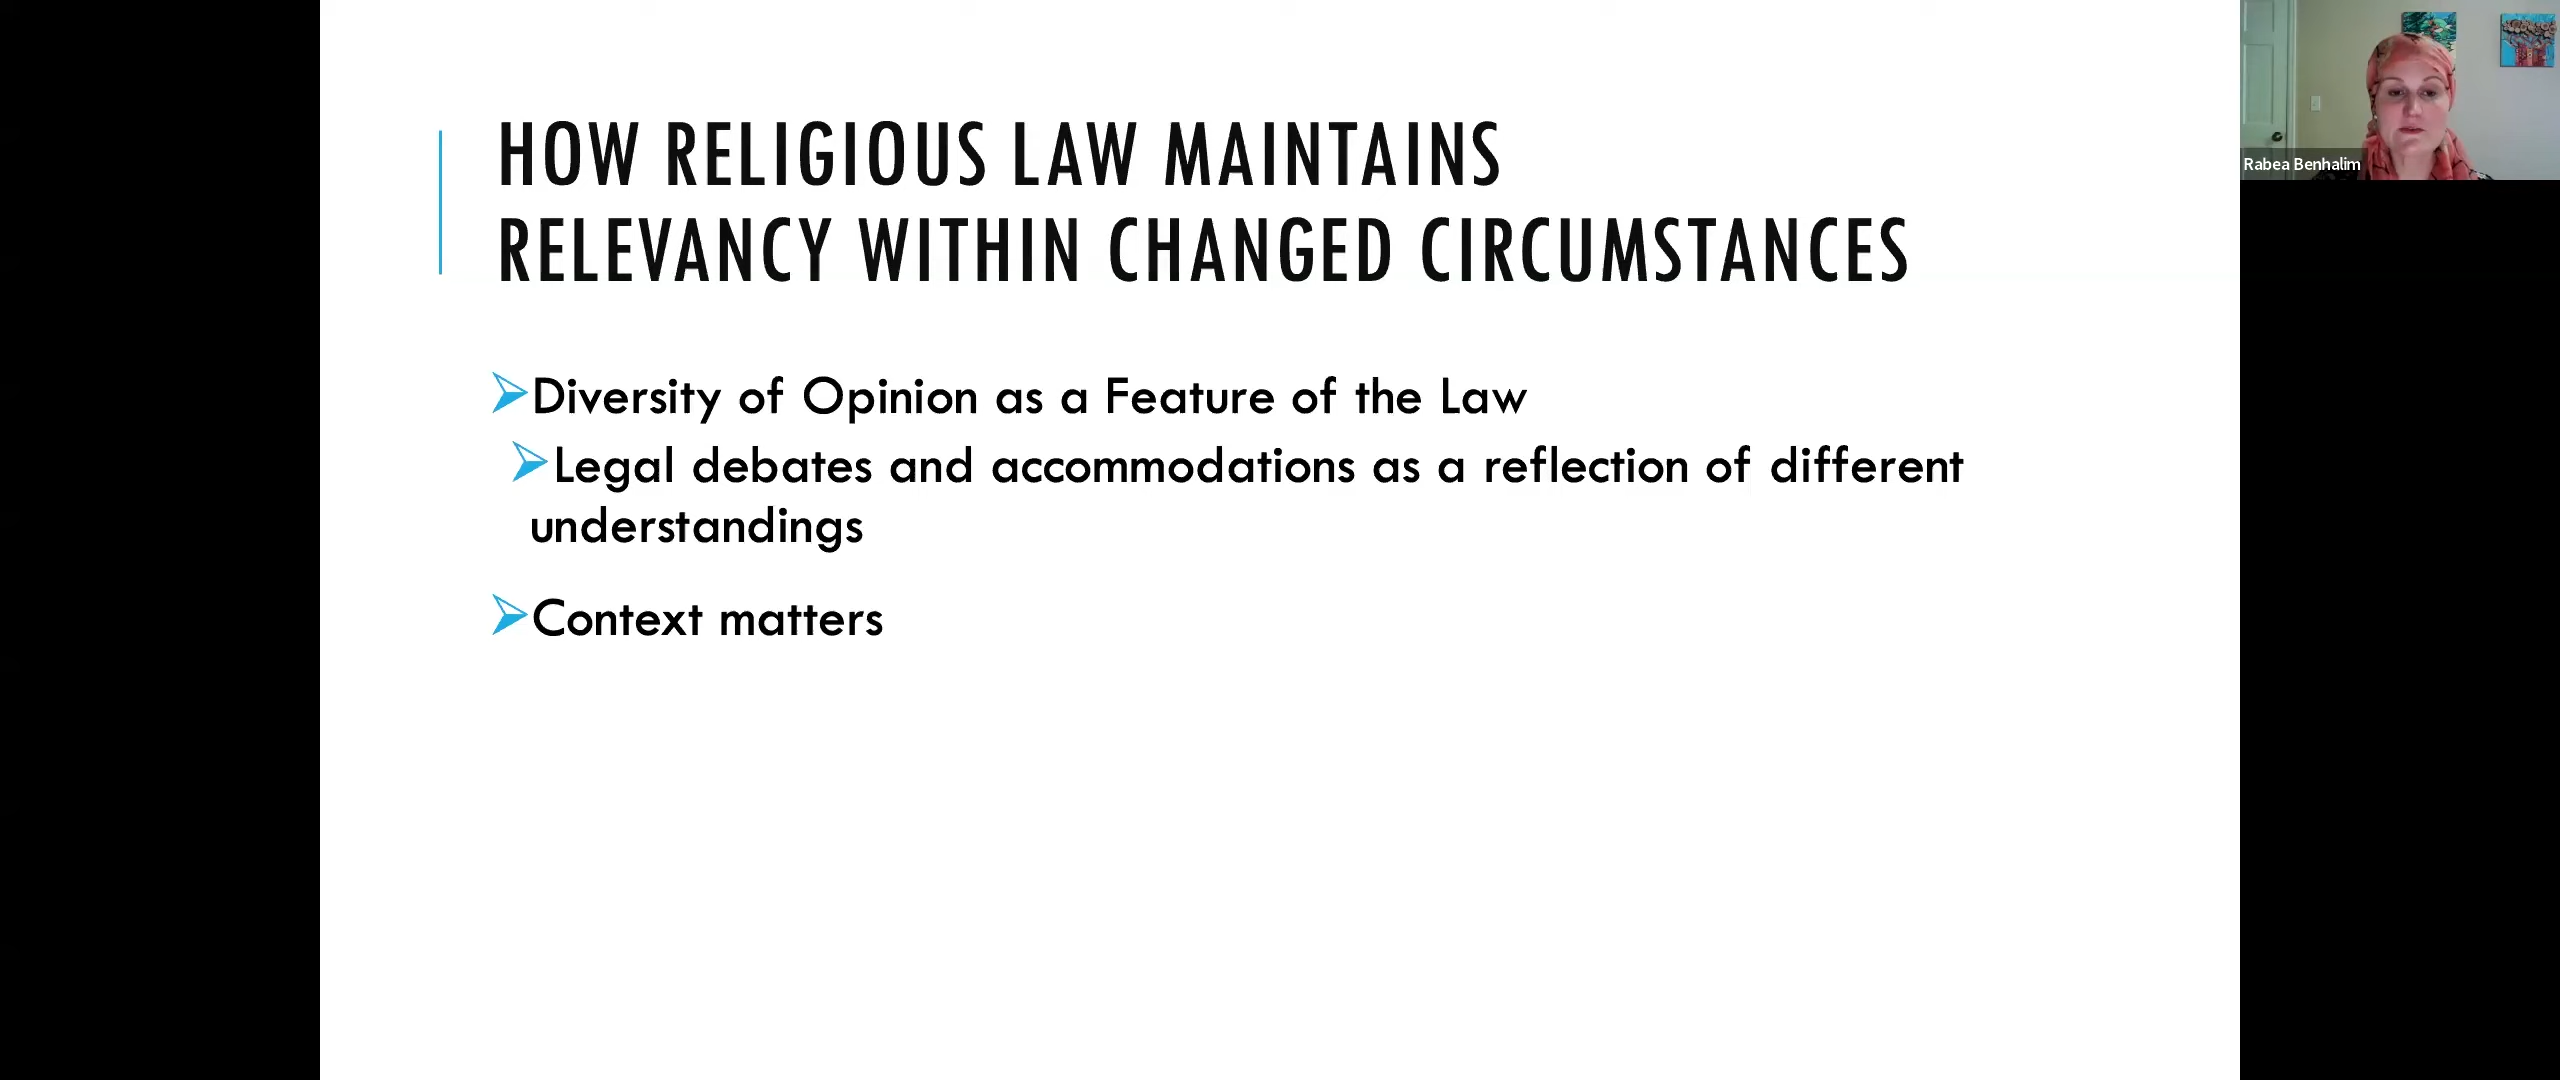 HOW RELIGIOUS LAW MAINTAINS
RELEVANCY WITHIN CHANGED CIRCUMSTANCES
Diversity of Opinion as a Feature of the Law
Legal debates and accommodations as a reflection of different
understandings
Context matters
Rabea Benhalim